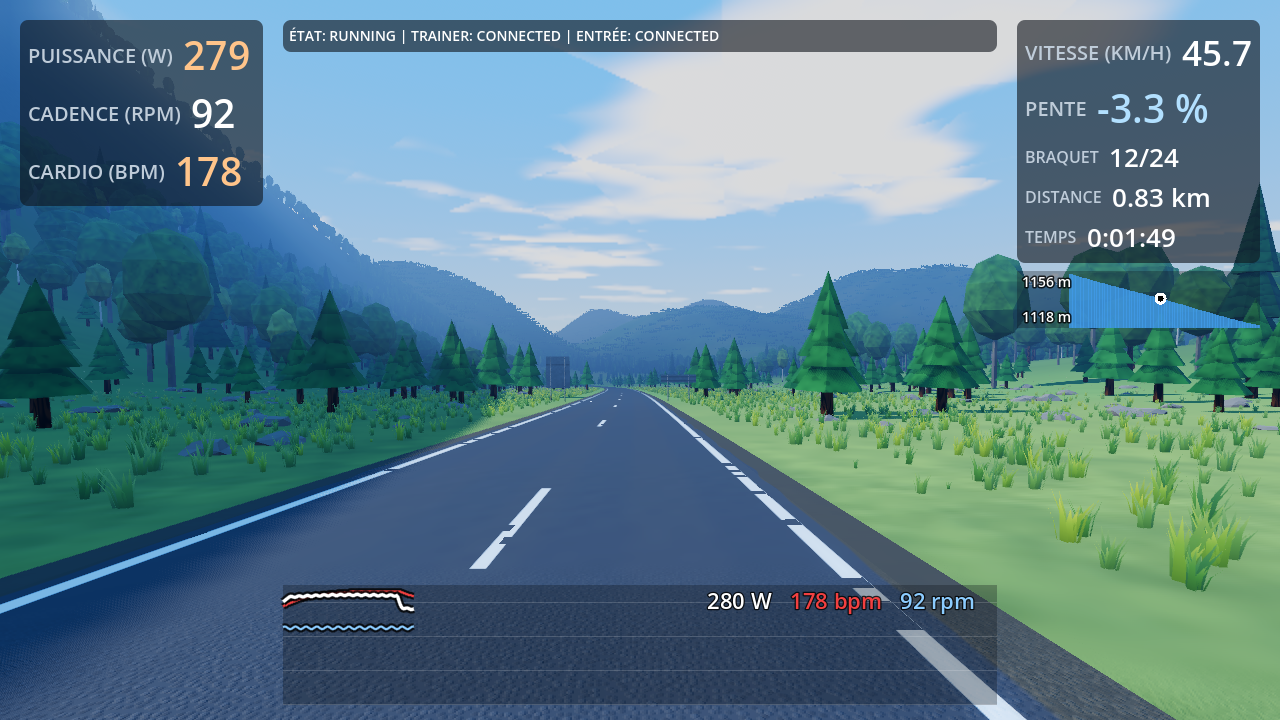 PUISSANCE (W) 279
CADENCE (RPM) 92
CARDIO (BPM) 178
ÉTAT: RUNNING | TRAINER: CONNECTED | ENTRÉE: CONNECTED
VITESSE (KM/H) 45.7
PENTE -3.3 %
BRAQUET 12/24
DISTANCE 0.83 km
TEMPS 0:01:49
1156 m
1118 m
280 W 178 bpm 92 rpm